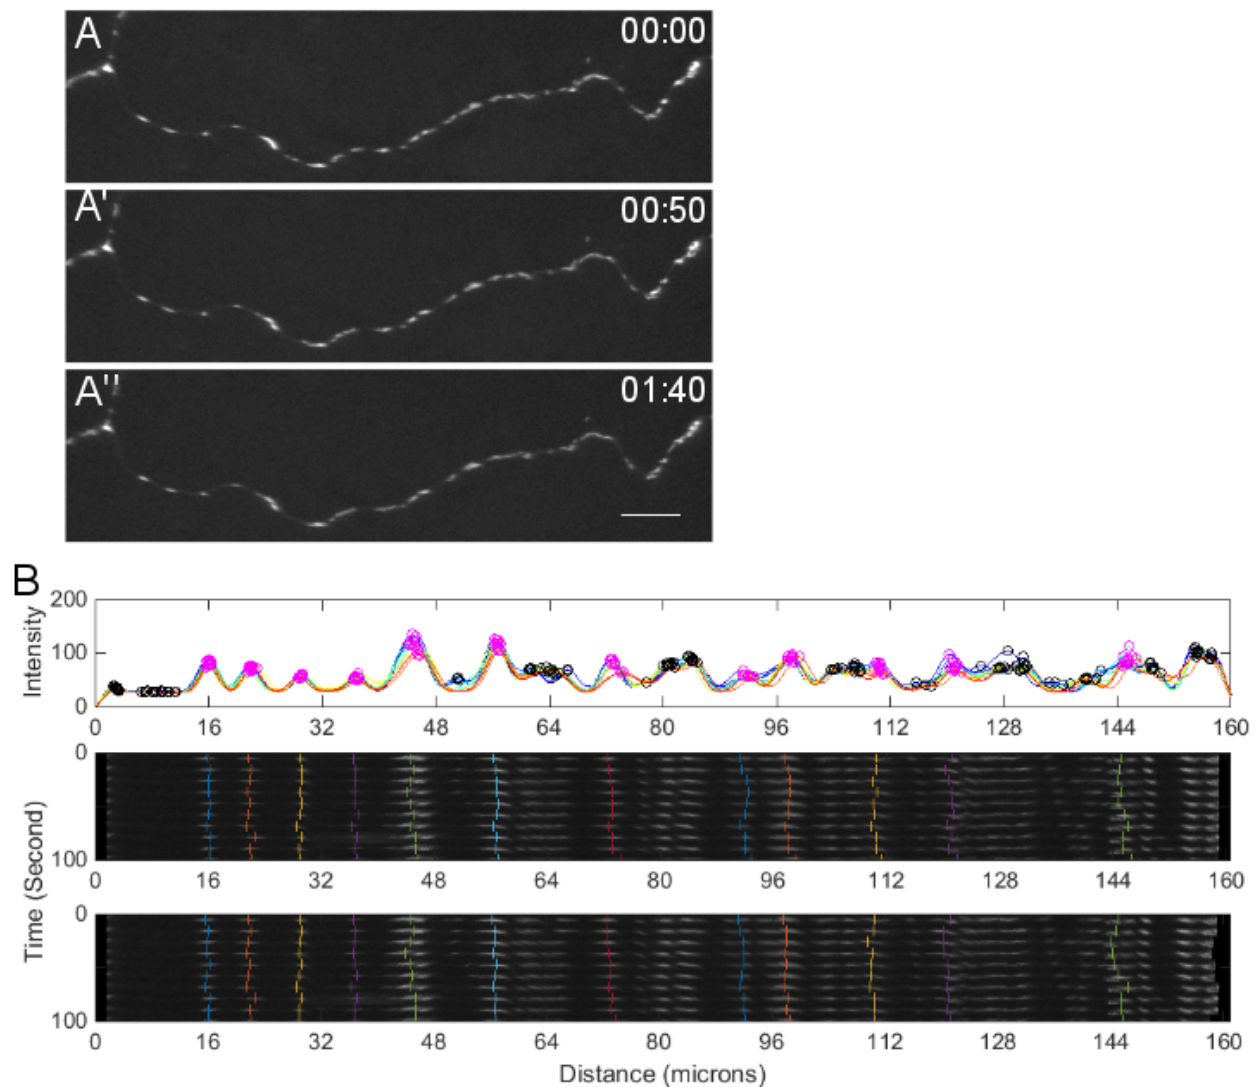 A 00:00
A' 00:50
A" 01:40
B
Intensity
200
100
0
0 16 32 48 64 80 96 112 128 144 160
Time (Second)
0
100
0 16 32 48 64 80 96 112 128 144 160
0
100
0 16 32 48 64 80 96 112 128 144 160
Distance (microns)